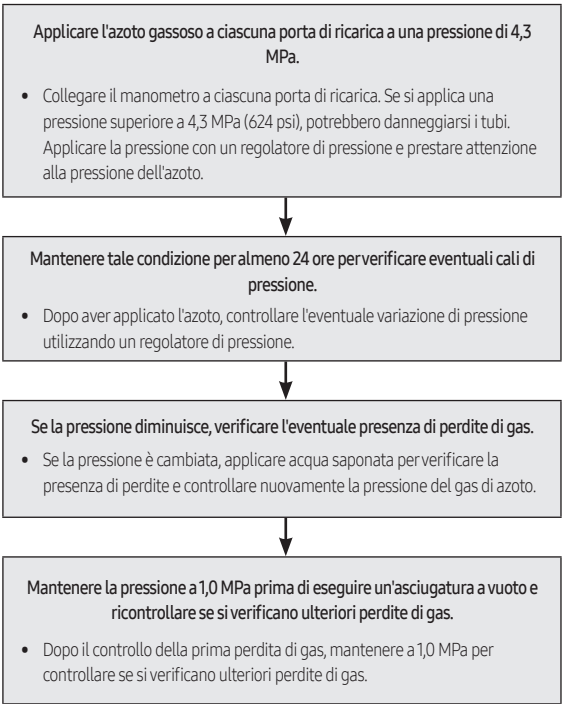 Applicare l'azoto gassoso a ciascuna porta di ricarica a una pressione di 4,3
MPa.
• Collegare il manometro a ciascuna porta di ricarica. Se si applica una
pressione superiore a 4,3 MPa (624 psi), potrebbero danneggiarsi i tubi.
Applicare la pressione con un regolatore di pressione e prestare attenzione
alla pressione dell'azoto.
Mantenere tale condizione per almeno 24 ore per verificare eventuali cali di
pressione.
• Dopo aver applicato l'azoto, controllare l'eventuale variazione di pressione
utilizzando un regolatore di pressione.
Se la pressione diminuisce, verificare l'eventuale presenza di perdite di gas.
• Se la pressione è cambiata, applicare acqua saponata per verificare la
presenza di perdite e controllare nuovamente la pressione del gas di azoto.
Mantenere la pressione a 1,0 MPa prima di eseguire un'asciugatura a vuoto e
ricontrollare se si verificano ulteriori perdite di gas.
• Dopo il controllo della prima perdita di gas, mantenere a 1,0 MPa per
controllare se si verificano ulteriori perdite di gas.